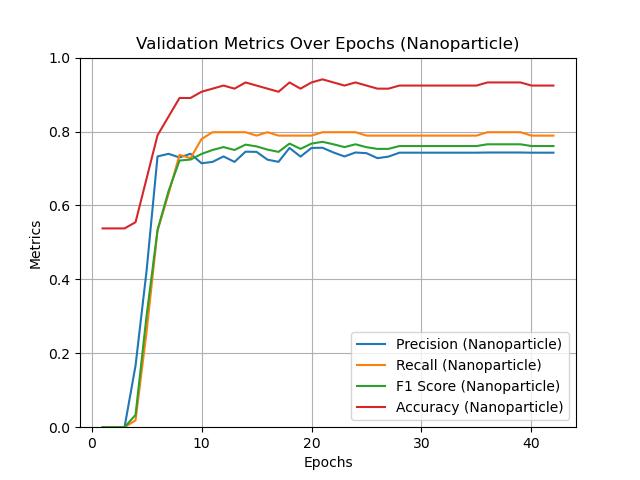 Validation Metrics Over Epochs (Nanoparticle)
1.0
0.8
0.6
0.4
0.2
0.0
Metrics
Precision (Nanoparticle)
Recall (Nanoparticle)
F1 Score (Nanoparticle)
Accuracy (Nanoparticle)
0 10 20 30 40
Epochs